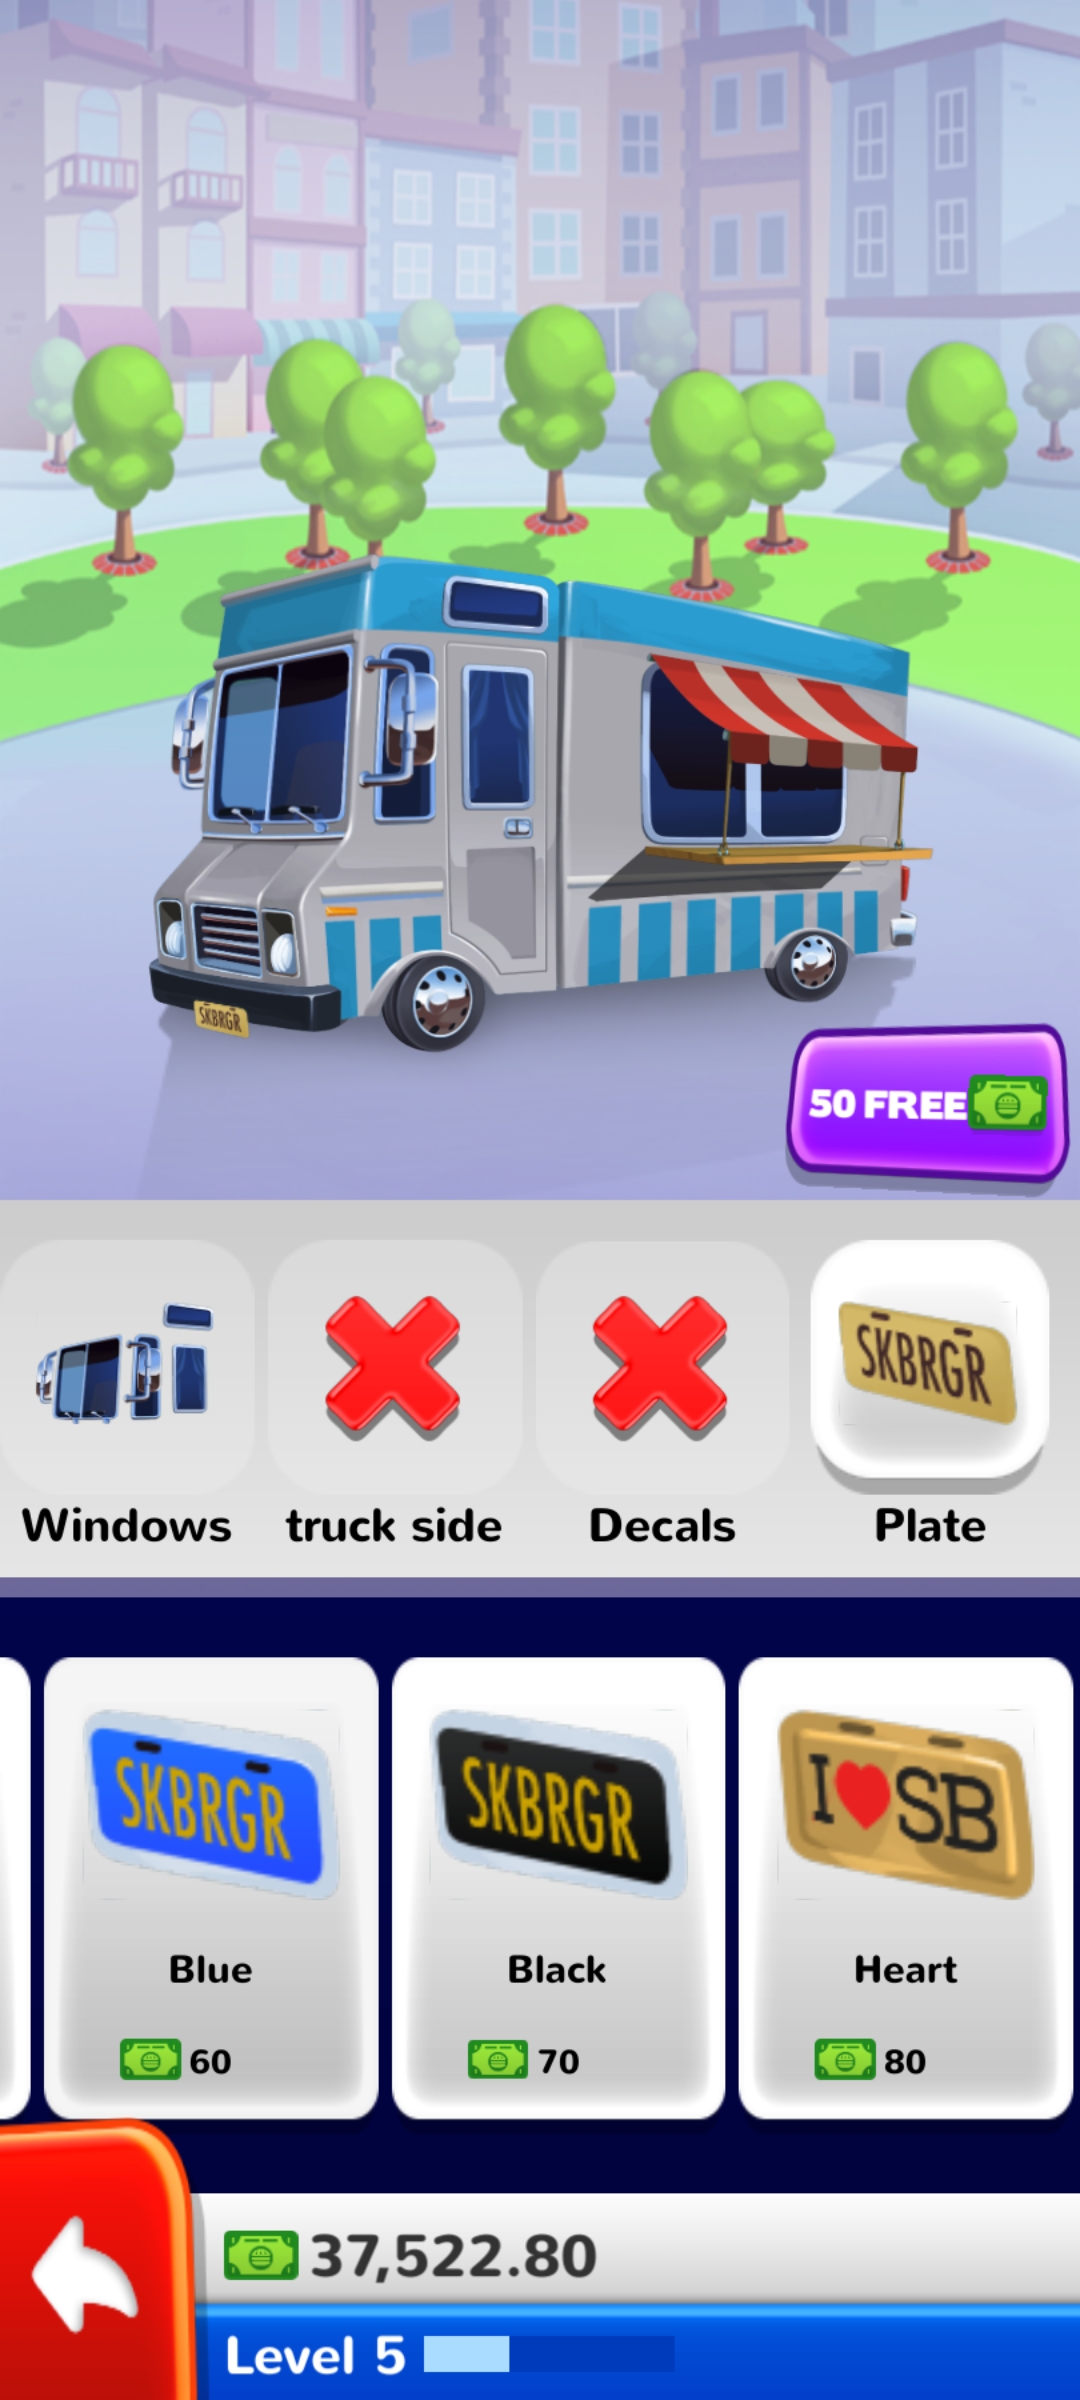 SKBRGR
50 FREE
SKBRGR
Windows
truck side
Decals
Plate
SKBRGR
SKBRGR
I ❤ SB
Blue
Black
Heart
60
70
80
37,522.80
Level 5